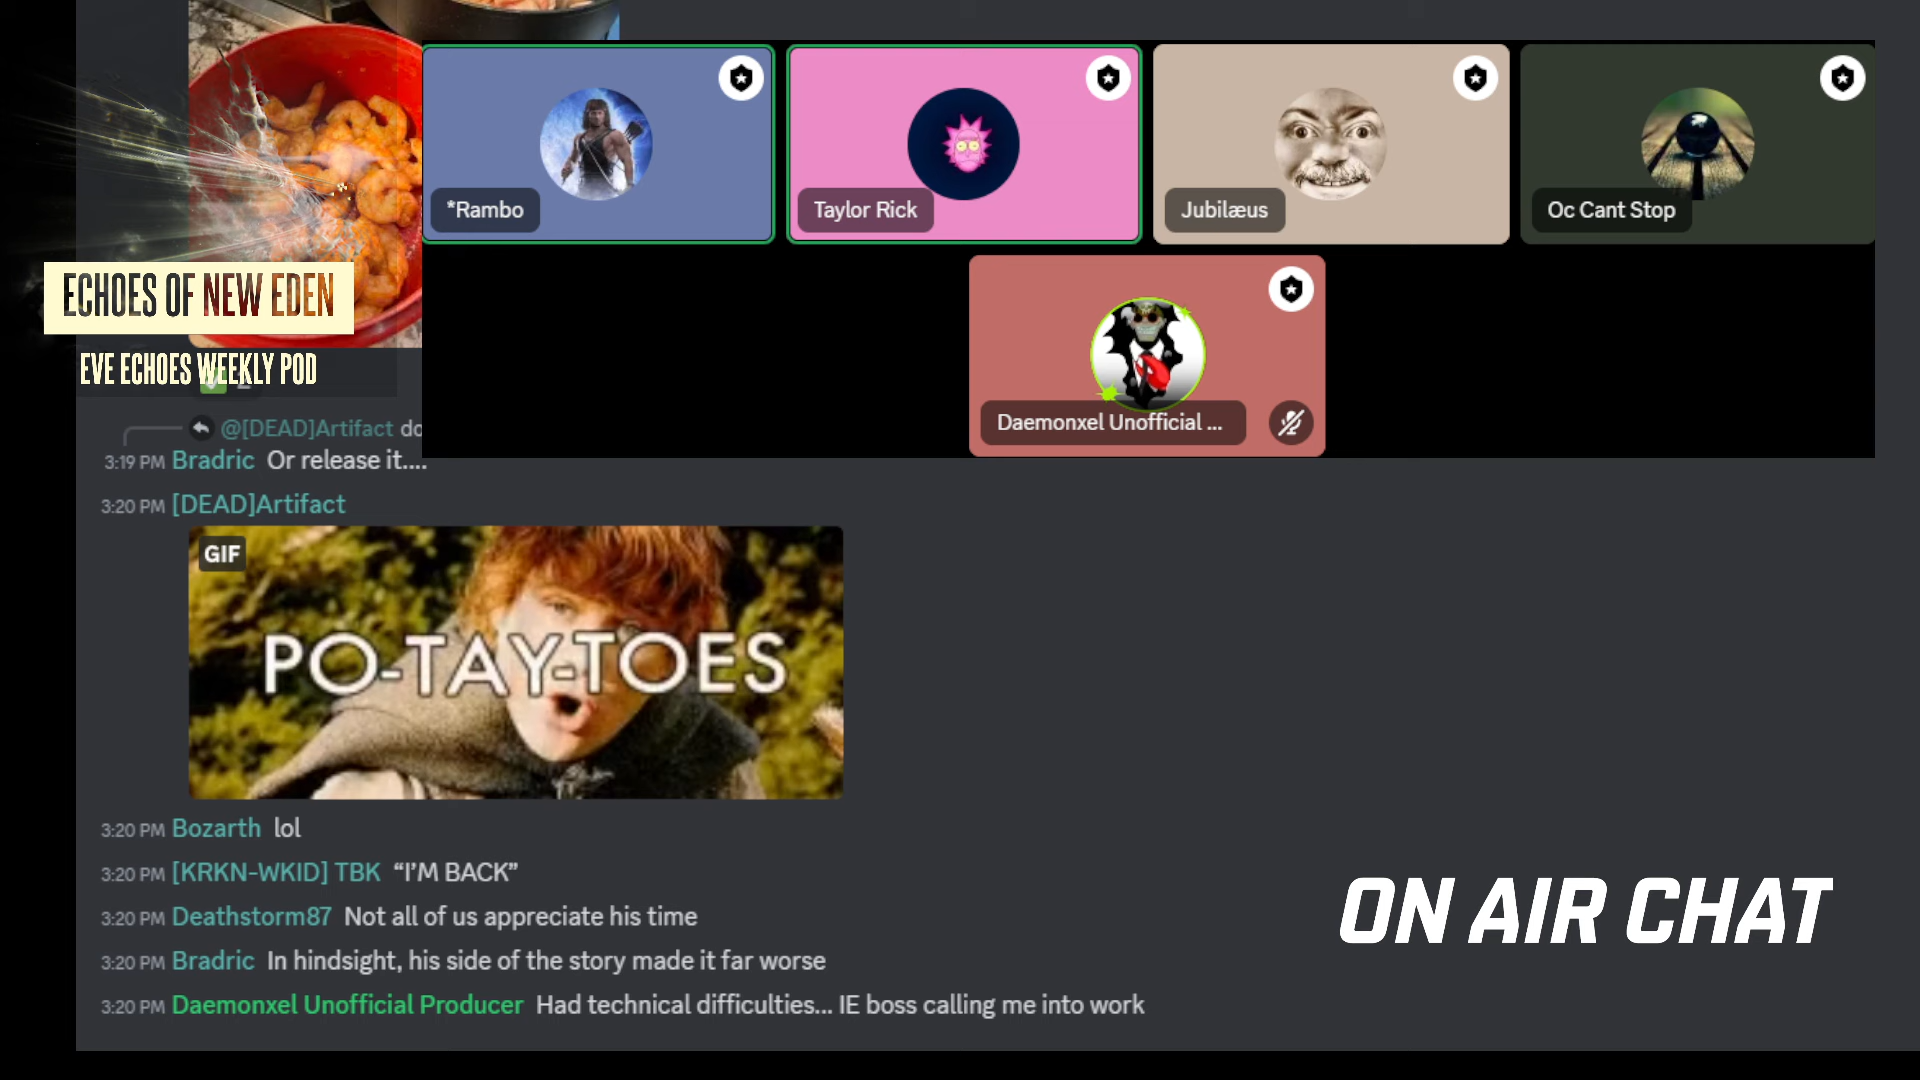 *Rambo
Taylor Rick
Jubilæus
Oc Cant Stop
ECHOES OF NEW EDEN
EVE ECHOES WEEKLY POD
Daemonxel Unofficial ...
@[DEAD]Artifact do
3:19 PM Bradric Or release it....
3:20 PM [DEAD]Artifact
GIF
PO-TAY-TOES
3:20 PM Bozarth lol
3:20 PM [KRKN-WKID] TBK “I’M BACK”
3:20 PM Deathstorm87 Not all of us appreciate his time
3:20 PM Bradric In hindsight, his side of the story made it far worse
3:20 PM Daemonxel Unofficial Producer Had technical difficulties... IE boss calling me into work
ON AIR CHAT